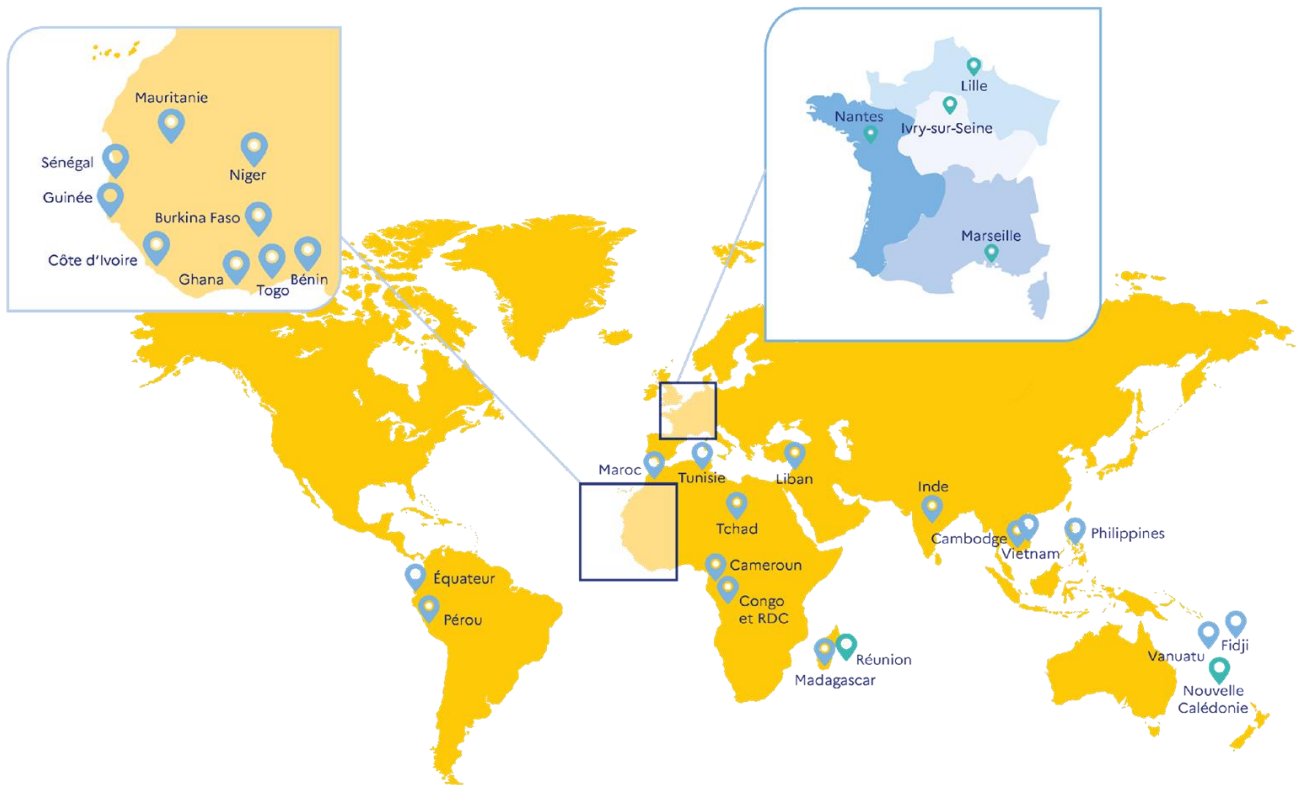 Mauritanie
Sénégal
Niger
Guinée
Burkina Faso
Côte d'Ivoire
Ghana
Togo
Bénin
Lille
Nantes
Ivry-sur-Seine
Marseille
Maroc
Tunisie
Liban
Tchad
Inde
Cambodge
Vietnam
Philippines
Cameroun
Congo
et RDC
Équateur
Pérou
Réunion
Madagascar
Fidji
Vanuatu
Nouvelle
Calédonie